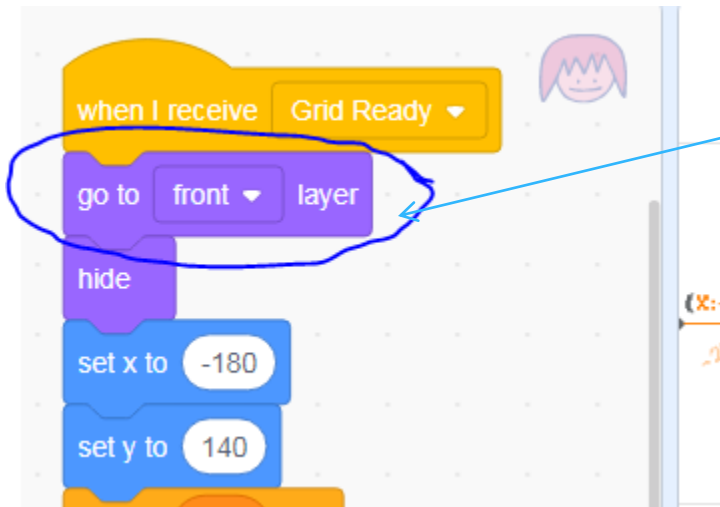 when I receive Grid Ready
go to front layer
(X:
hide
set x to -180
set y to 140